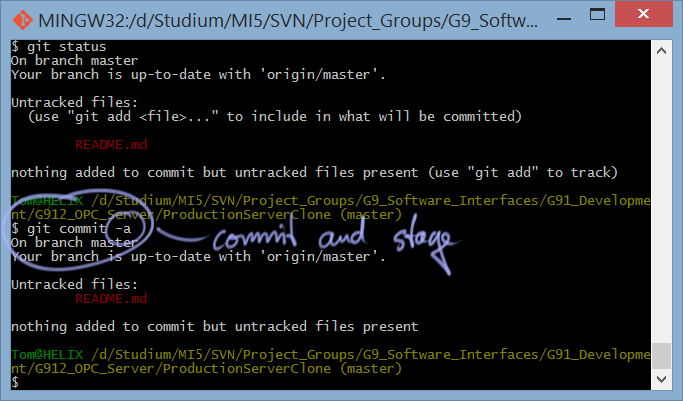 MINGW32:/d/Studium/MI5/SVN/Project_Groups/G9_Softw...
$ git status
On branch master
Your branch is up-to-date with 'origin/master'.
Untracked files:
(use "git add <file>..." to include in what will be committed)
README.md
nothing added to commit but untracked files present (use "git add" to track)
Tom@HELIX /d/Studium/MI5/SVN/Project_Groups/G9_Software_Interfaces/G91_Developme
nt/G912_OPC_Server/ProductionServerClone (master)
$ git commit -a
commit and stage
On branch master
Your branch is up-to-date with 'origin/master'.
Untracked files:
README.md
nothing added to commit but untracked files present
Tom@HELIX /d/Studium/MI5/SVN/Project_Groups/G9_Software_Interfaces/G91_Developme
nt/G912_OPC_Server/ProductionServerClone (master)
$